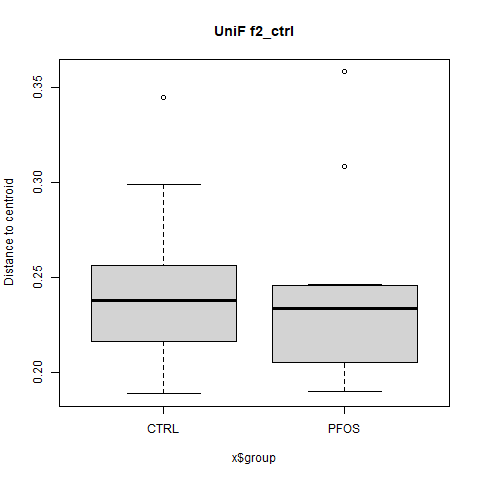 UniF f2_ctrl
Distance to centroid
0.35
0.30
0.25
0.20
CTRL
PFOS
x$group